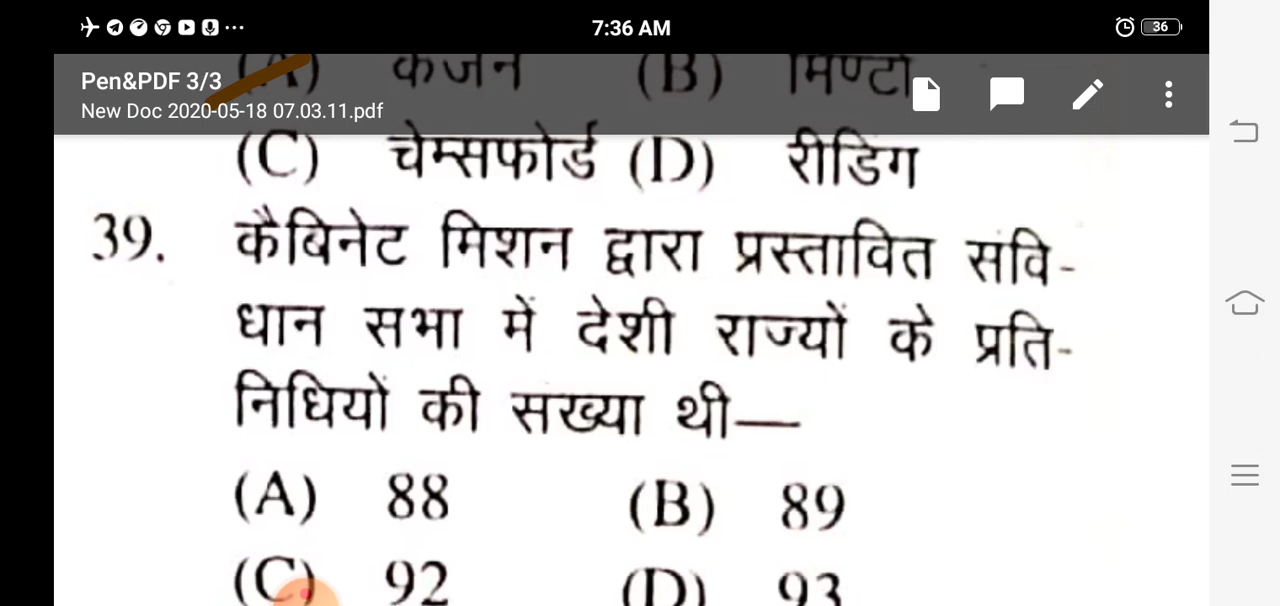 7:36 AM
36
Pen&PDF 3/3
New Doc 2020-05-18 07.03.11.pdf
(A) कर्जन (B) मिण्टो
(C) चेम्सफोर्ड (D) रीडिंग
39. कैबिनेट मिशन द्वारा प्रस्तावित संवि-
धान सभा में देशी राज्यों के प्रति-
निधियों की सख्या थी—
(A) 88 (B) 89
(C) 92 (D) 93